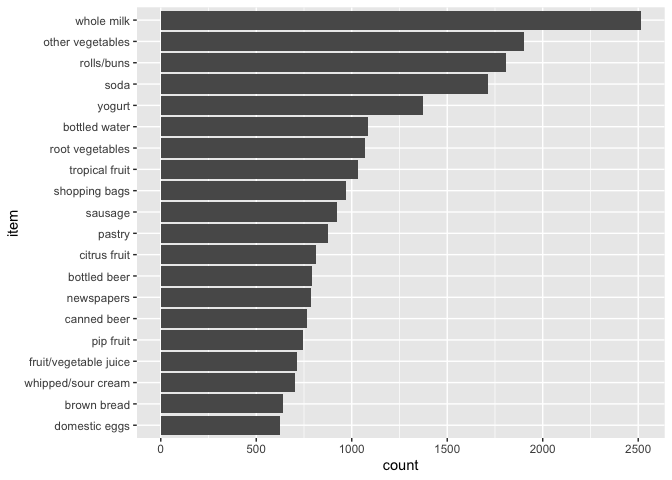 whole milk
other vegetables
rolls/buns
soda
yogurt
bottled water
root vegetables
tropical fruit
shopping bags
sausage
pastry
citrus fruit
bottled beer
newspapers
canned beer
pip fruit
fruit/vegetable juice
whipped/sour cream
brown bread
domestic eggs
item
0 500 1000 1500 2000 2500
count